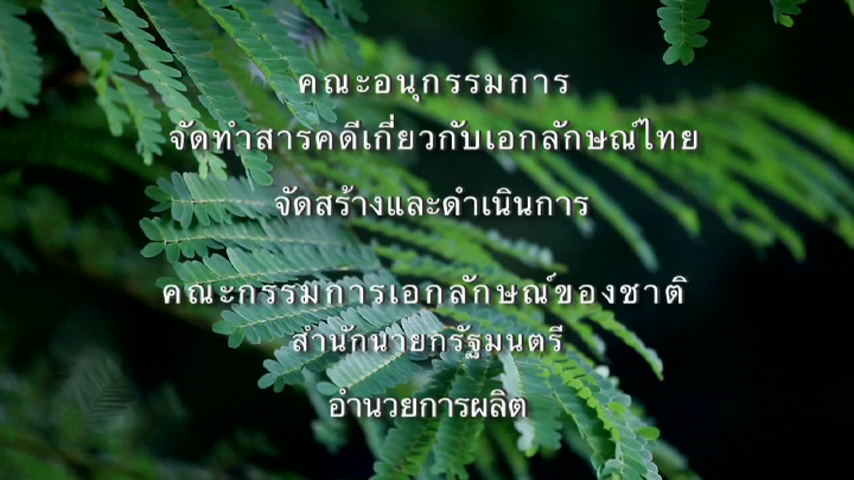 คณะอนุกรรมการ
จัดทำสารคดีเกี่ยวกับเอกลักษณ์ไทย
จัดสร้างและดำเนินการ
คณะกรรมการเอกลักษณ์ของชาติ
สำนักนายกรัฐมนตรี
อำนวยการผลิต